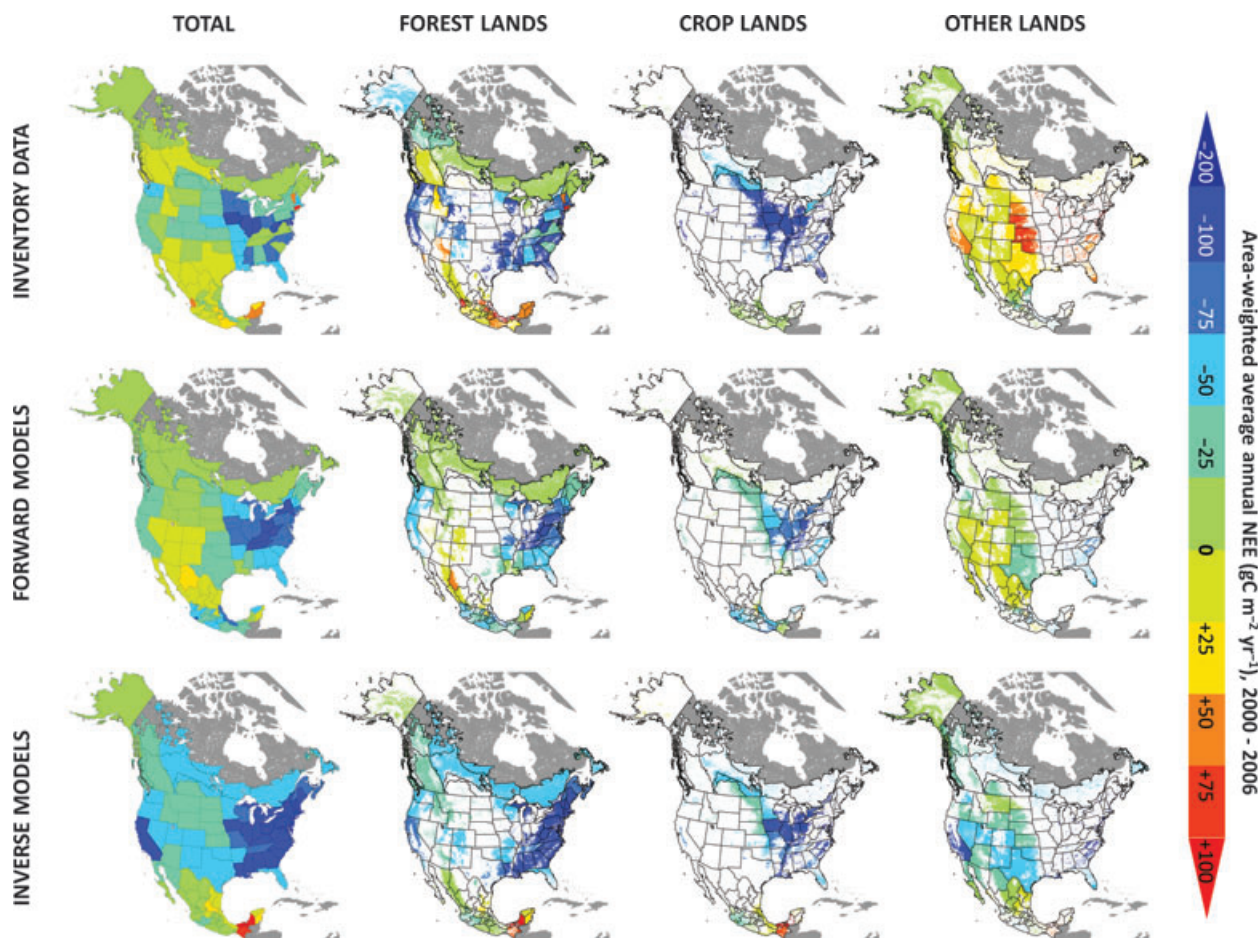 TOTAL
FOREST LANDS
CROP LANDS
OTHER LANDS
INVENTORY DATA
FORWARD MODELS
INVERSE MODELS
−200
−100
−75
−50
−25
0
+25
+50
+75
+100
Area-weighted average annual NEE (gC m⁻² yr⁻¹), 2000 - 2006